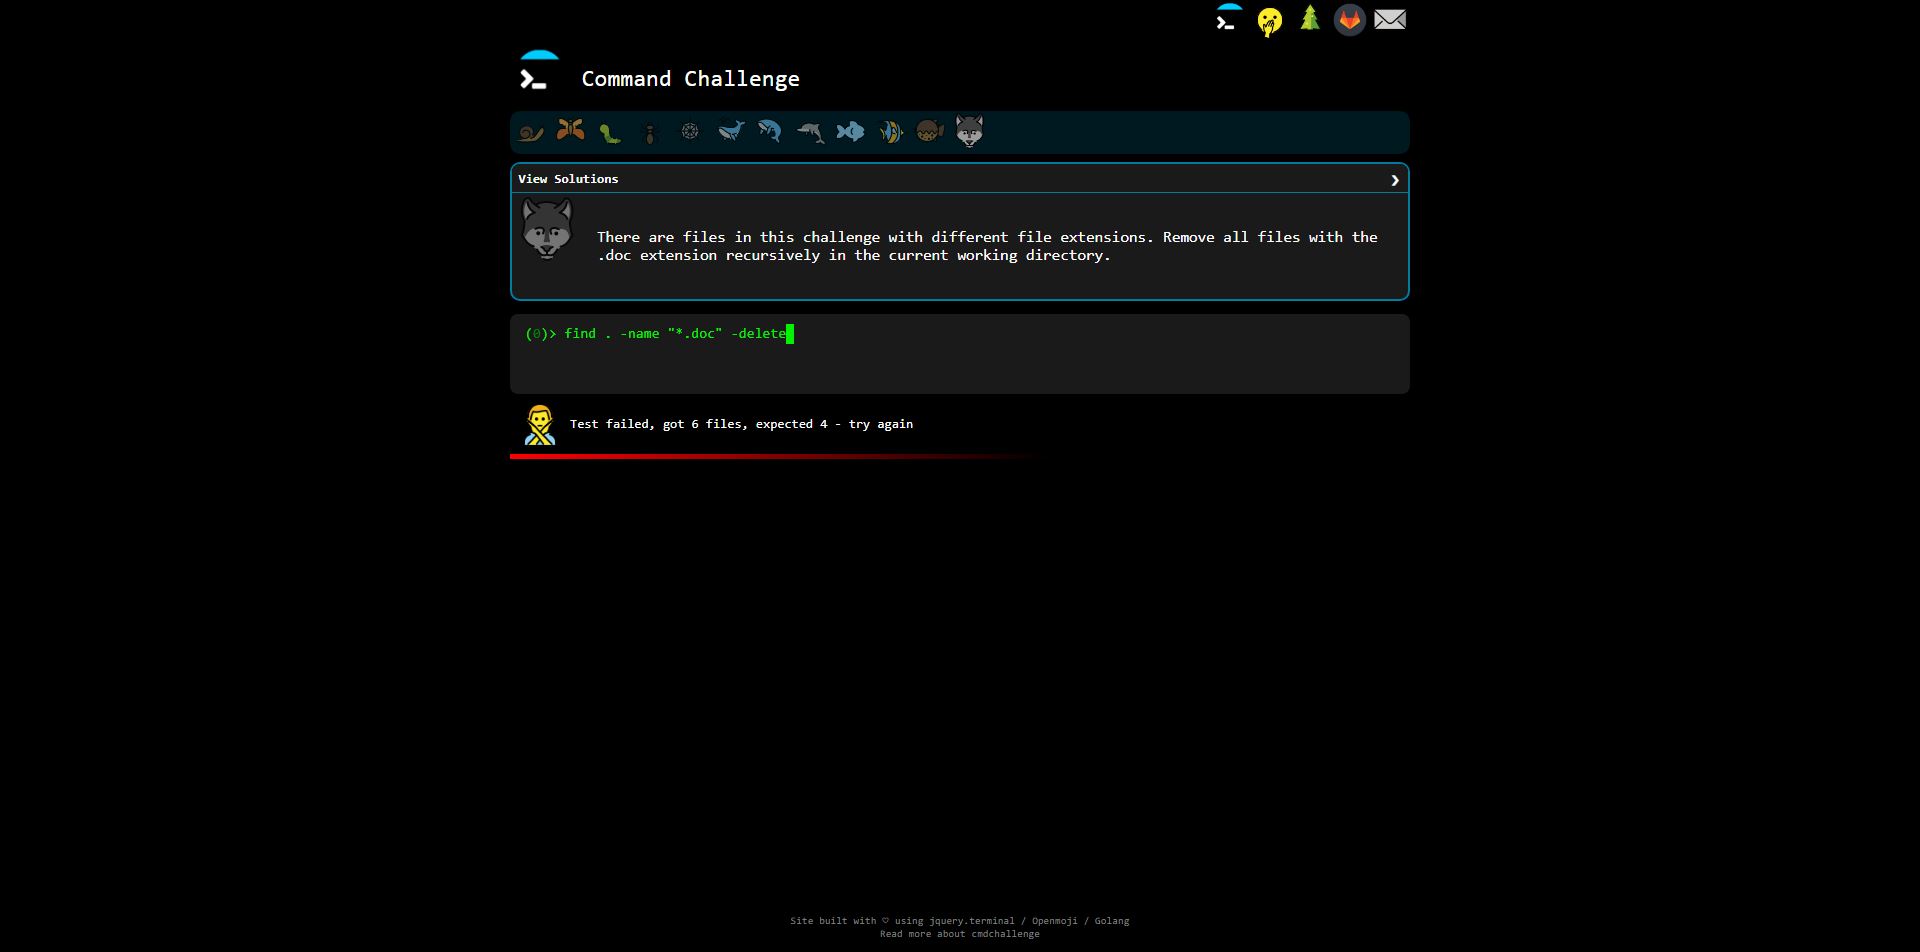 Command Challenge
View Solutions
There are files in this challenge with different file extensions. Remove all files with the
.doc extension recursively in the current working directory.
(0)> find . -name "*.doc" -delete
Test failed, got 6 files, expected 4 - try again
Site built with ♡ using jquery.terminal / Openmoji / Golang
Read more about cmdchallenge